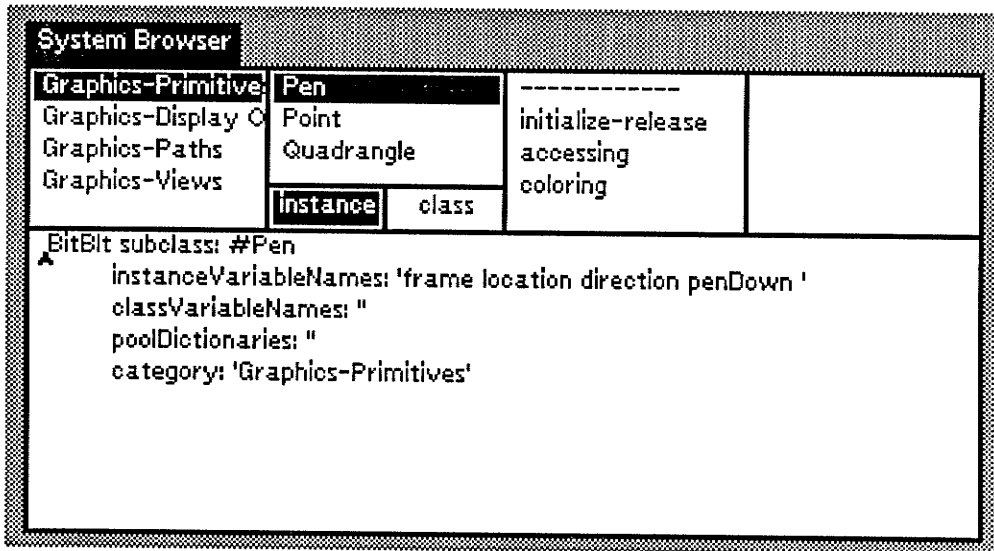 System Browser
Graphics-Primitive
Graphics-Display O
Graphics-Paths
Graphics-Views
Pen
Point
Quadrangle
instance
class
------------
initialize-release
accessing
coloring
BitBlt subclass: #Pen
instanceVariableNames: 'frame location direction penDown '
classVariableNames: ''
poolDictionaries: ''
category: 'Graphics-Primitives'